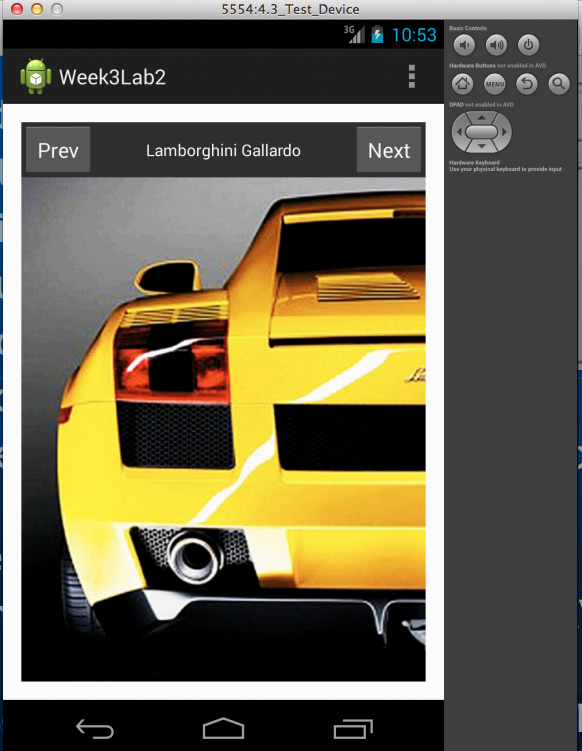 5554:4.3_Test_Device
3G 10:53
Week3Lab2
Prev Lamborghini Gallardo Next
Basic Controls
Hardware Buttons not enabled in AVD
MENU
DPAD not enabled in AVD
Hardware Keyboard
Use your physical keyboard to provide input